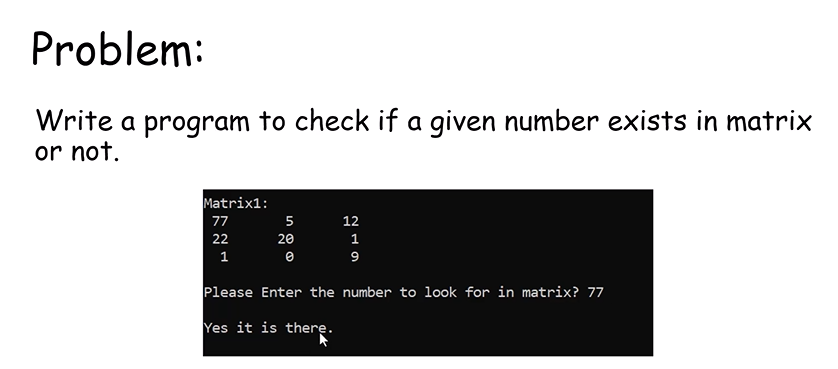 Problem:
Write a program to check if a given number exists in matrix
or not.
Matrix1:
77 5 12
22 20 1
1 0 9
Please Enter the number to look for in matrix? 77
Yes it is there.